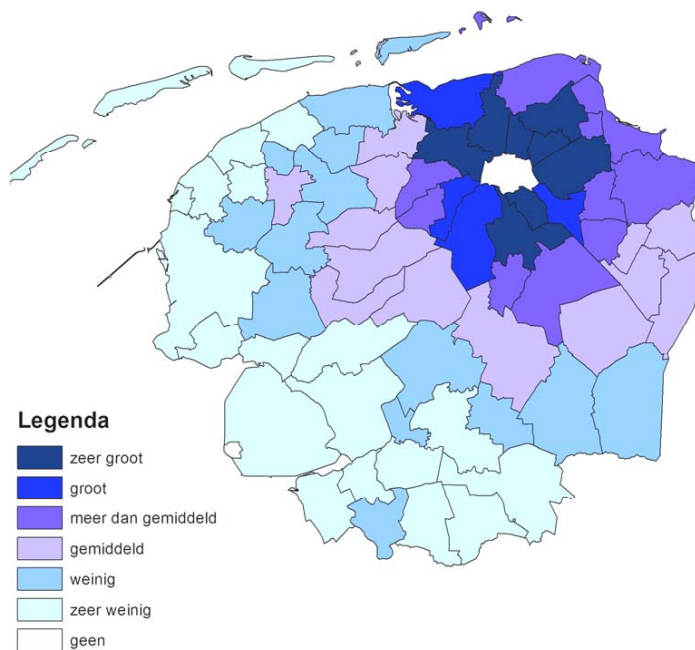 Legenda
zeer groot
groot
meer dan gemiddeld
gemiddeld
weinig
zeer weinig
geen